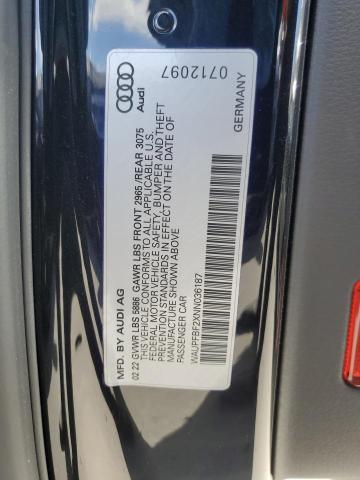 Audi
0712097
MFD. BY AUDI AG
02.22 GVWR LBS 5886 GAWR LBS FRONT 2965/REAR 3075
THIS VEHICLE CONFORMS TO ALL APPLICABLE U.S.
FEDERAL MOTOR VEHICLE SAFETY, BUMPER AND THEFT
PREVENTION STANDARDS IN EFFECT ON THE DATE OF
MANUFACTURE SHOWN ABOVE
PASSENGER CAR
WAUPFBF2XNN036187
GERMANY